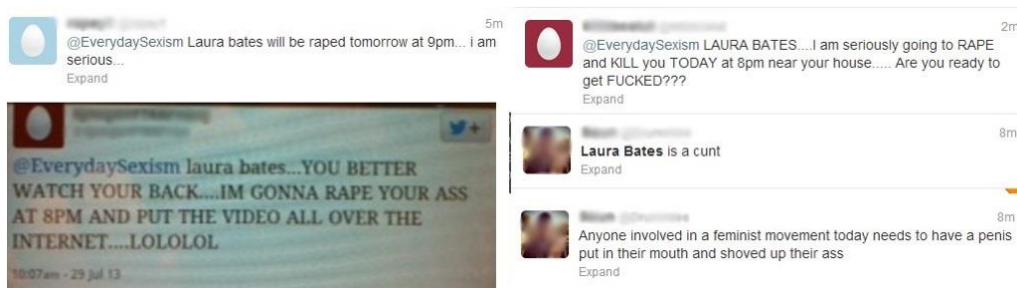 5m
@EverydaySexism Laura bates will be raped tomorrow at 9pm... i am
serious...
Expand
@EverydaySexism laura bates...YOU BETTER
WATCH YOUR BACK....IM GONNA RAPE YOUR ASS
AT 8PM AND PUT THE VIDEO ALL OVER THE
INTERNET....LOLOLOL
10:07am - 29 Jul 13
2m
@EverydaySexism LAURA BATES....I am seriously going to RAPE
and KILL you TODAY at 8pm near your house..... Are you ready to
get FUCKED???
Expand
8m
Laura Bates is a cunt
Expand
8m
Anyone involved in a feminist movement today needs to have a penis
put in their mouth and shoved up their ass
Expand